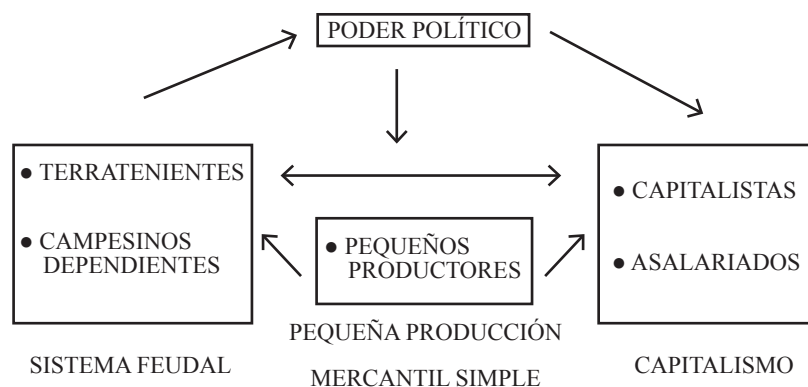 PODER POLÍTICO
● TERRATENIENTES
● CAMPESINOS
DEPENDIENTES
SISTEMA FEUDAL
● PEQUEÑOS
PRODUCTORES
PEQUEÑA PRODUCCIÓN
MERCANTIL SIMPLE
● CAPITALISTAS
● ASALARIADOS
CAPITALISMO